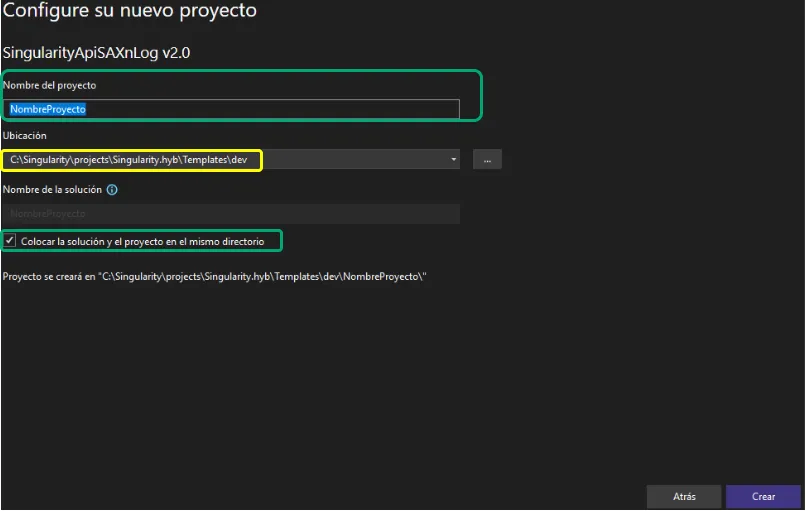 Configure su nuevo proyecto
SingularityApiSAXnLog v2.0
Nombre del proyecto
NombreProyecto
Ubicación
C:\Singularity\projects\Singularity.hyb\Templates\dev
...
Nombre de la solución
NombreProyecto
Colocar la solución y el proyecto en el mismo directorio
Proyecto se creará en "C:\Singularity\projects\Singularity.hyb\Templates\dev\NombreProyecto\"
Atrás
Crear